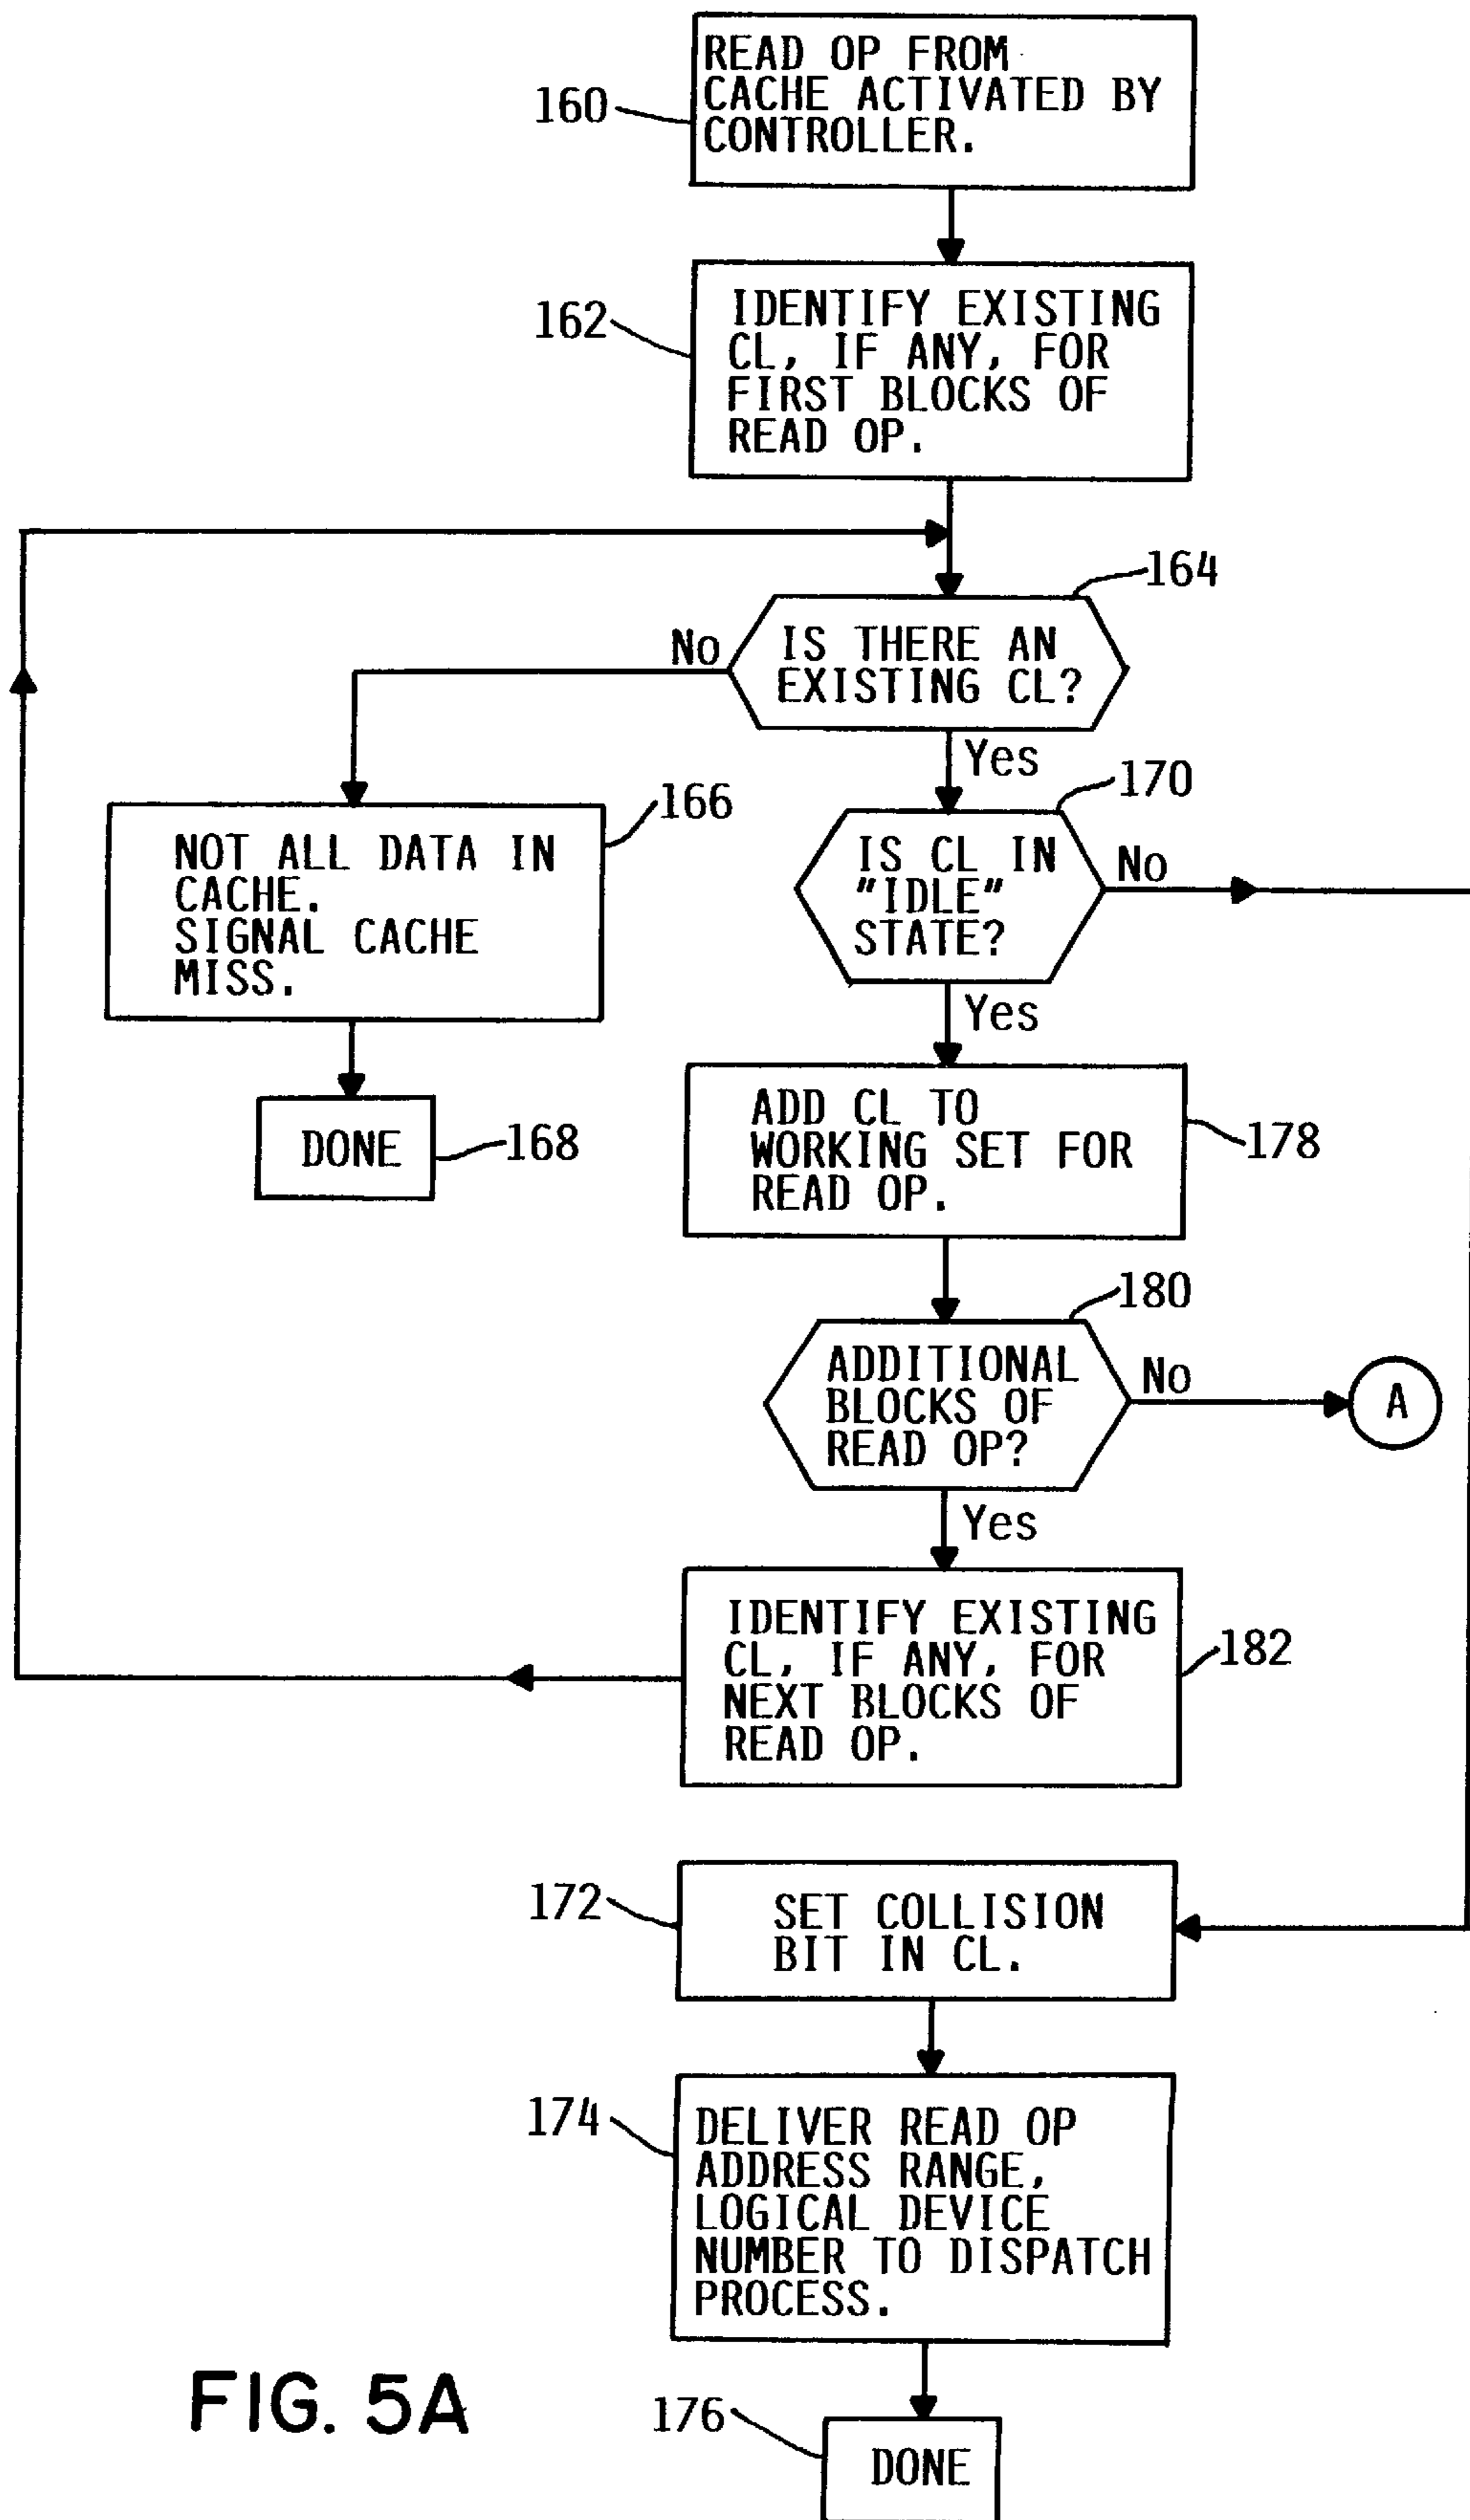 READ OP FROM
CACHE ACTIVATED BY
CONTROLLER.
160
IDENTIFY EXISTING
CL, IF ANY, FOR
FIRST BLOCKS OF
READ OP.
162
164
IS THERE AN
EXISTING CL?
No
Yes
166
NOT ALL DATA IN
CACHE.
SIGNAL CACHE
MISS.
DONE
168
170
IS CL IN
"IDLE"
STATE?
No
Yes
ADD CL TO
WORKING SET FOR
READ OP.
178
180
ADDITIONAL
BLOCKS OF
READ OP?
No
A
Yes
IDENTIFY EXISTING
CL, IF ANY, FOR
NEXT BLOCKS OF
READ OP.
182
172
SET COLLISION
BIT IN CL.
174
DELIVER READ OP
ADDRESS RANGE,
LOGICAL DEVICE
NUMBER TO DISPATCH
PROCESS.
176
DONE
FIG. 5A